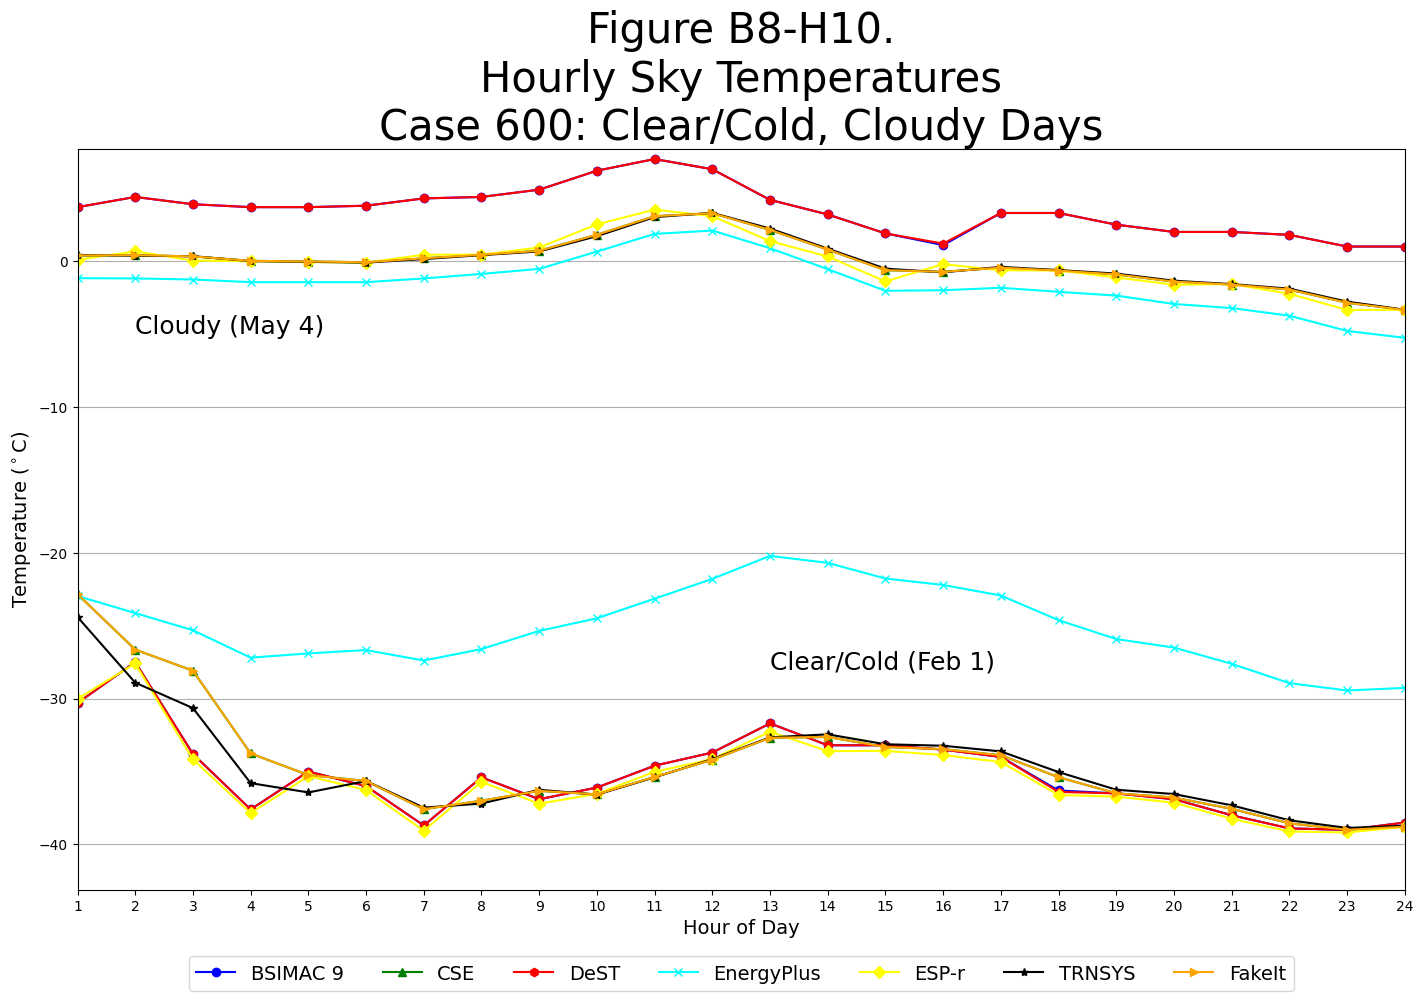 Figure B8-H10.
Hourly Sky Temperatures
Case 600: Clear/Cold, Cloudy Days
Temperature (°C)
0
−10
−20
−30
−40
Cloudy (May 4)
Clear/Cold (Feb 1)
1 2 3 4 5 6 7 8 9 10 11 12 13 14 15 16 17 18 19 20 21 22 23 24
Hour of Day
BSIMAC 9 CSE DeST EnergyPlus ESP-r TRNSYS FakeIt